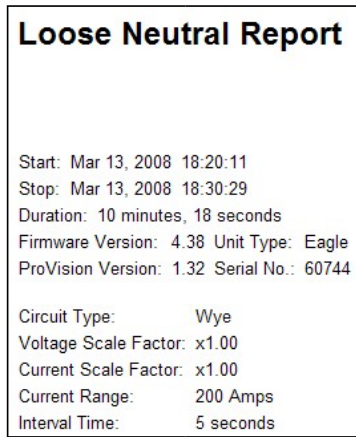 Loose Neutral Report
Start: Mar 13, 2008 18:20:11
Stop: Mar 13, 2008 18:30:29
Duration: 10 minutes, 18 seconds
Firmware Version: 4.38 Unit Type: Eagle
ProVision Version: 1.32 Serial No.: 60744
Circuit Type: Wye
Voltage Scale Factor: x1.00
Current Scale Factor: x1.00
Current Range: 200 Amps
Interval Time: 5 seconds